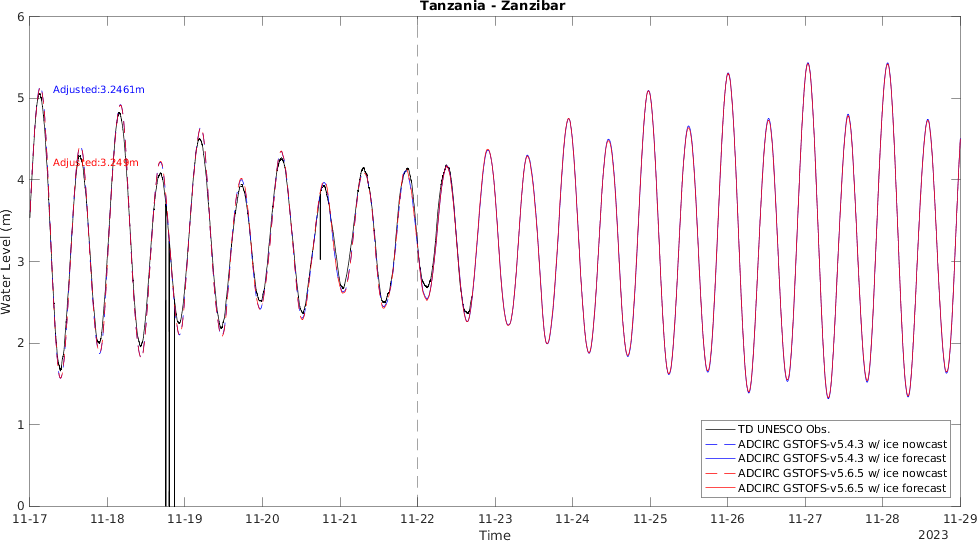 Tanzania - Zanzibar
6
5
4
3
2
1
0
Water Level (m)
Adjusted:3.2461m
Adjusted:3.249m
TD UNESCO Obs.
ADCIRC GSTOFS-v5.4.3 w/ ice nowcast
ADCIRC GSTOFS-v5.4.3 w/ ice forecast
ADCIRC GSTOFS-v5.6.5 w/ ice nowcast
ADCIRC GSTOFS-v5.6.5 w/ ice forecast
11-17 11-18 11-19 11-20 11-21 11-22 11-23 11-24 11-25 11-26 11-27 11-28 11-29
Time
2023